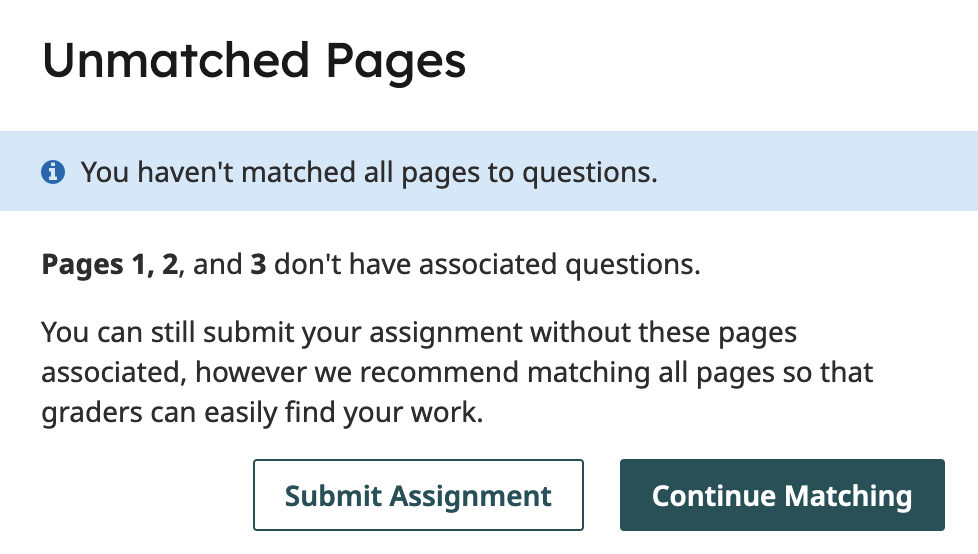 Unmatched Pages
You haven't matched all pages to questions.
Pages 1, 2, and 3 don't have associated questions.
You can still submit your assignment without these pages
associated, however we recommend matching all pages so that
graders can easily find your work.
Submit Assignment
Continue Matching